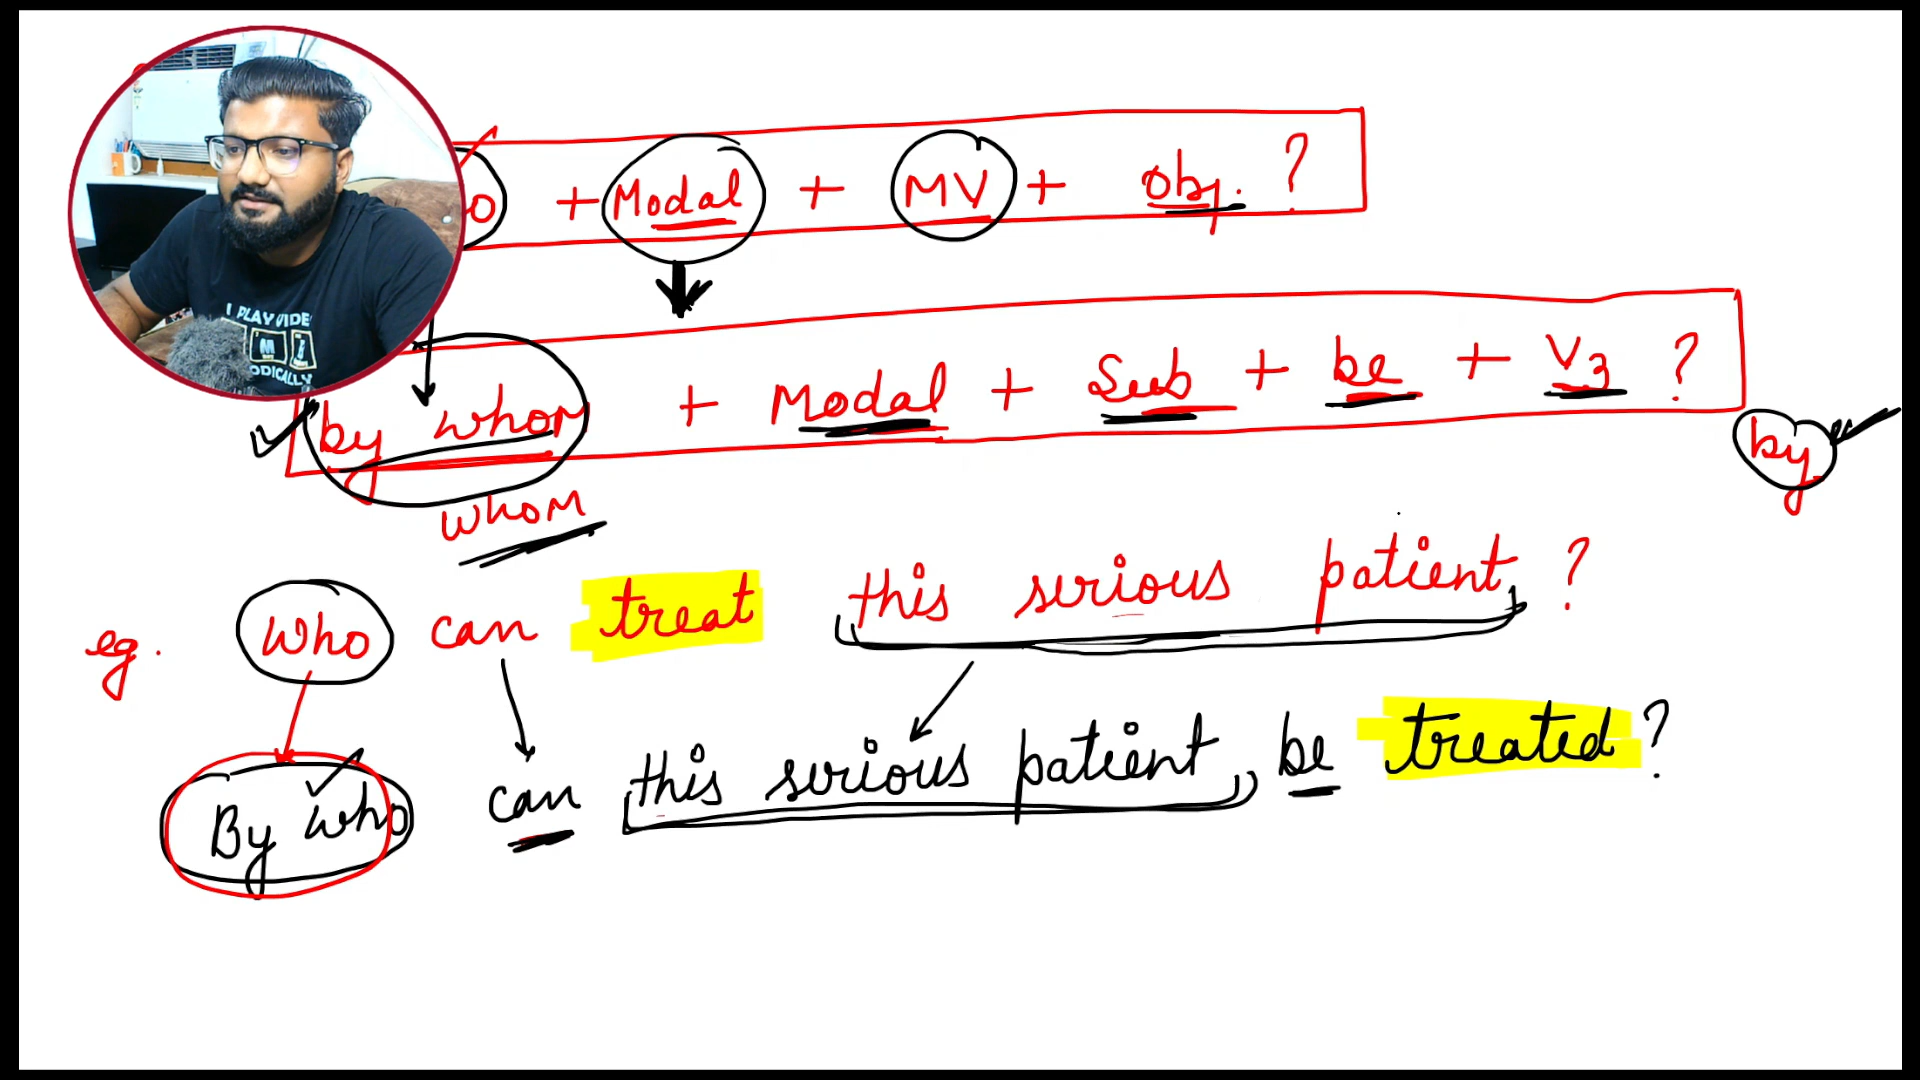 + Modal + MV + obj. ?
by whom + Modal + Sub + be + V3 ?
by
whom
eg. Who can treat this serious patient ?
By who can this serious patient be treated ?
I PLAY